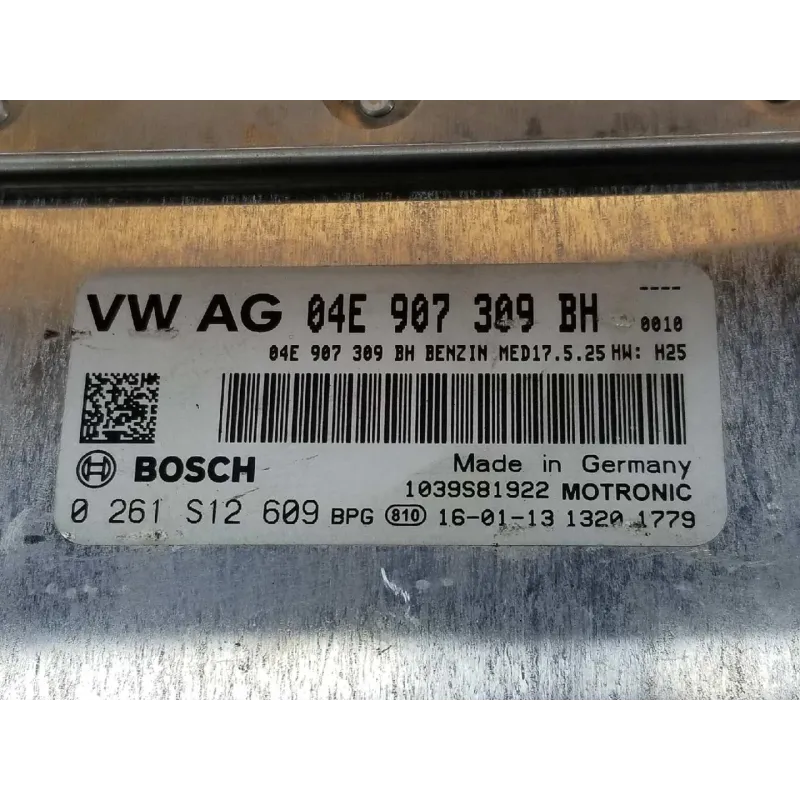 VW AG 04E 907 309 BH ----
0010
04E 907 309 BH BENZIN MED17.5.25 HW: H25
BOSCH
Made in Germany
1039S81922 MOTRONIC
0 261 S12 609 BPG 810 16-01-13 1320 1779